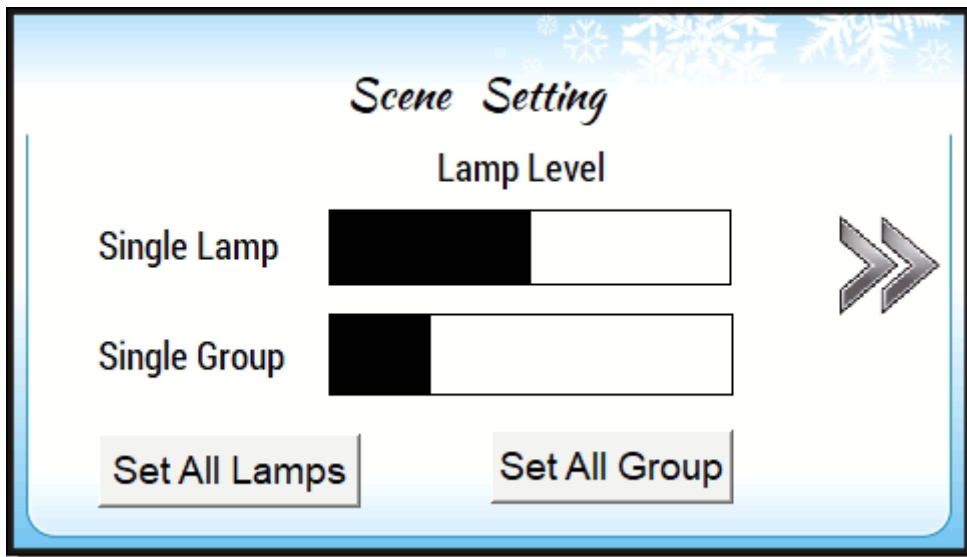 Scene Setting
Lamp Level
Single Lamp
Single Group
Set All Lamps
Set All Group